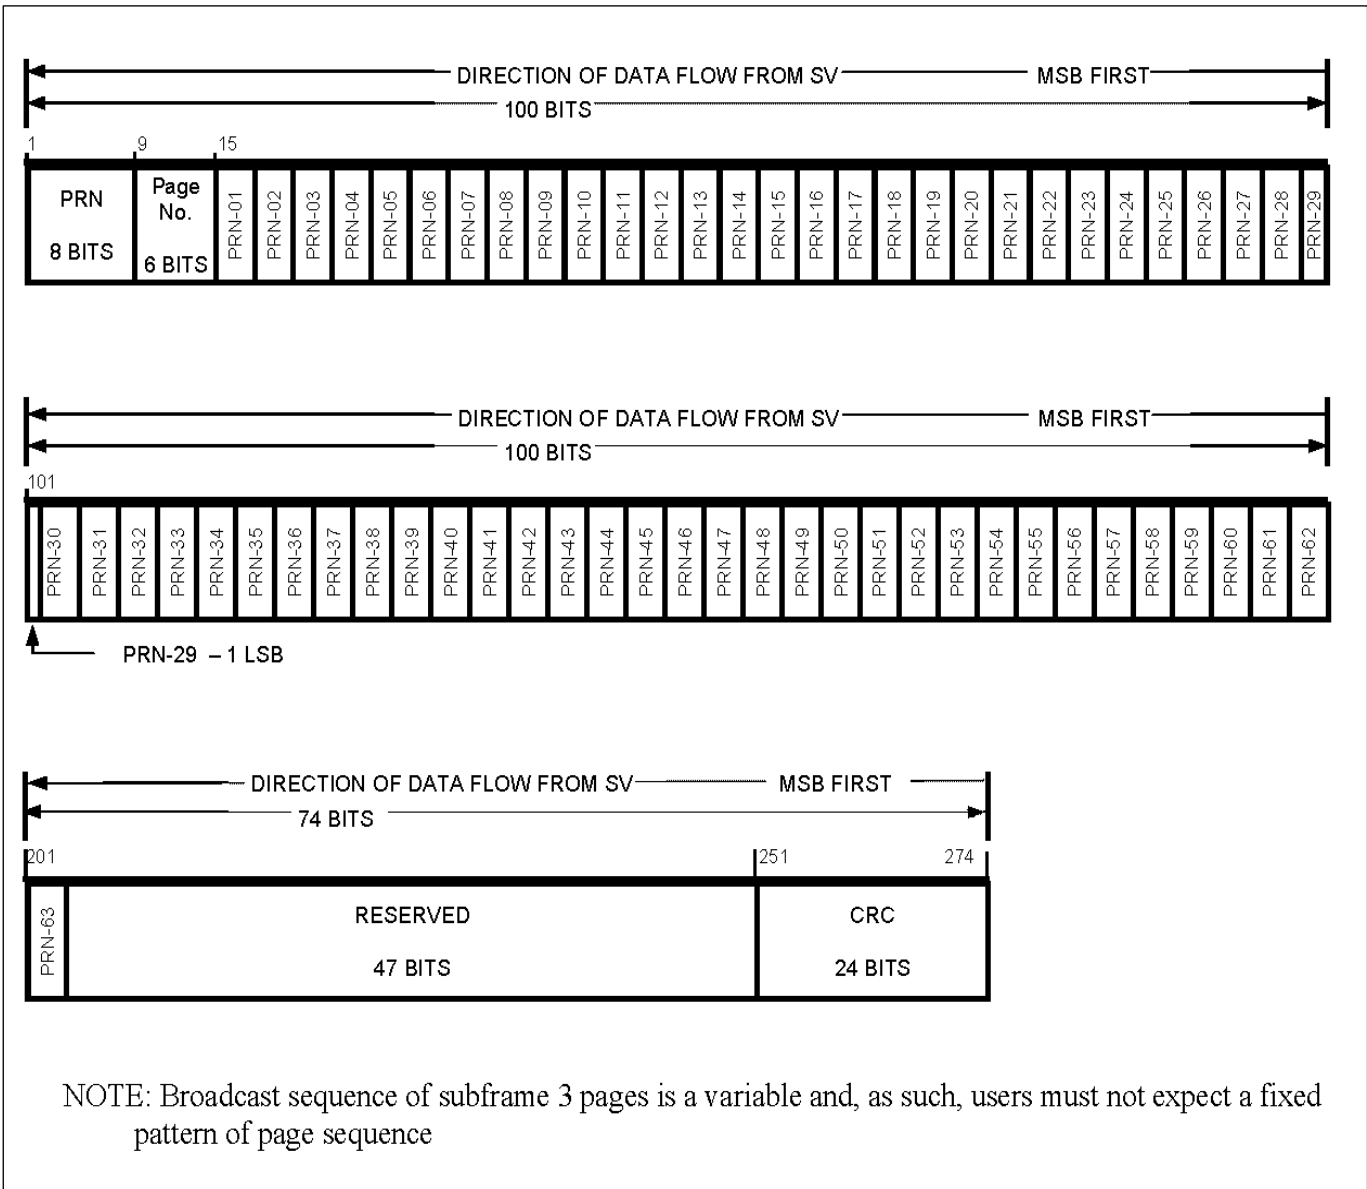 DIRECTION OF DATA FLOW FROM SV MSB FIRST
100 BITS
1 9 15
PRN
8 BITS
Page
No.
6 BITS
PRN-01
PRN-02
PRN-03
PRN-04
PRN-05
PRN-06
PRN-07
PRN-08
PRN-09
PRN-10
PRN-11
PRN-12
PRN-13
PRN-14
PRN-15
PRN-16
PRN-17
PRN-18
PRN-19
PRN-20
PRN-21
PRN-22
PRN-23
PRN-24
PRN-25
PRN-26
PRN-27
PRN-28
PRN-29
DIRECTION OF DATA FLOW FROM SV MSB FIRST
100 BITS
101
PRN-30
PRN-31
PRN-32
PRN-33
PRN-34
PRN-35
PRN-36
PRN-37
PRN-38
PRN-39
PRN-40
PRN-41
PRN-42
PRN-43
PRN-44
PRN-45
PRN-46
PRN-47
PRN-48
PRN-49
PRN-50
PRN-51
PRN-52
PRN-53
PRN-54
PRN-55
PRN-56
PRN-57
PRN-58
PRN-59
PRN-60
PRN-61
PRN-62
PRN-29 – 1 LSB
DIRECTION OF DATA FLOW FROM SV MSB FIRST
74 BITS
201 251 274
PRN-63
RESERVED
47 BITS
CRC
24 BITS
NOTE: Broadcast sequence of subframe 3 pages is a variable and, as such, users must not expect a fixed
pattern of page sequence